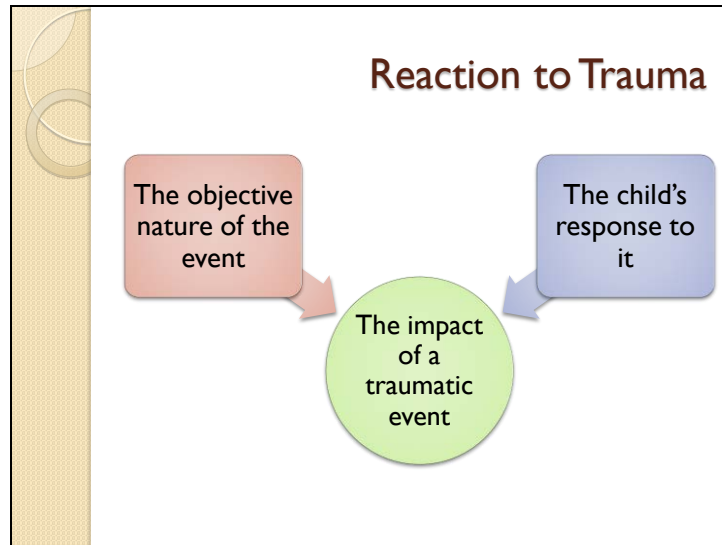 Reaction to Trauma
The objective
nature of the
event
The child’s
response to
it
The impact
of a
traumatic
event